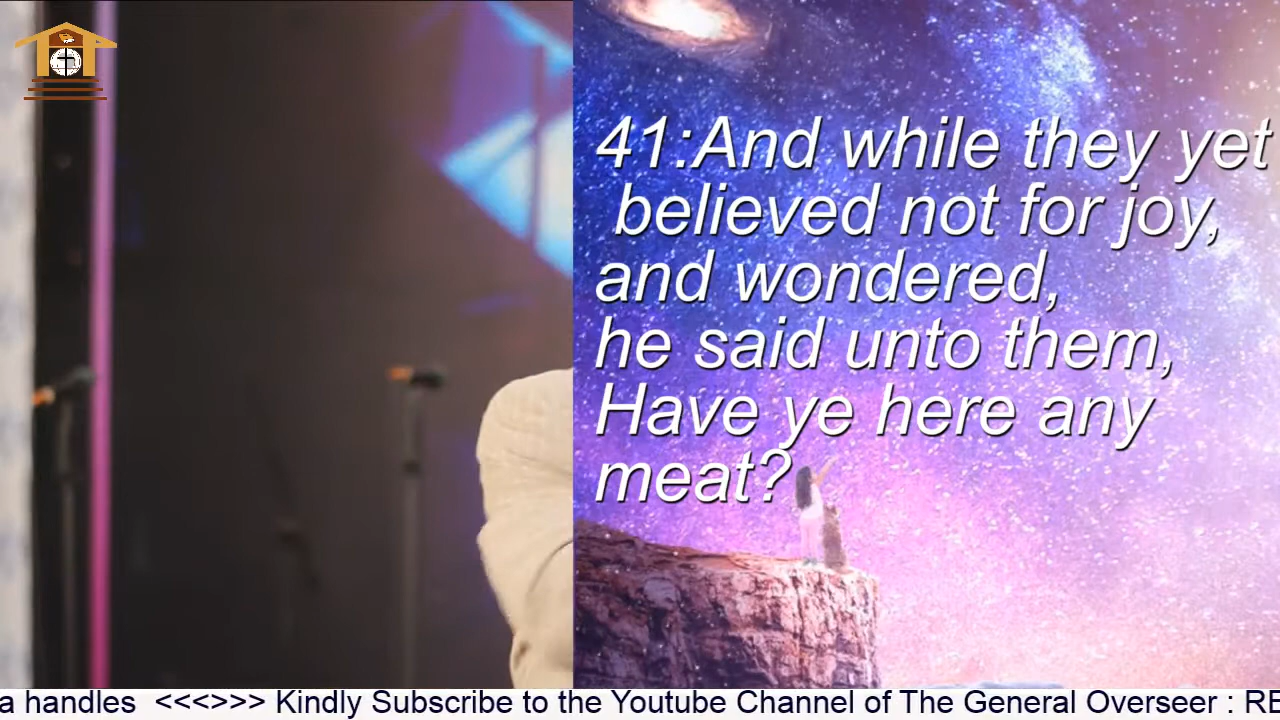 41:And while they yet
believed not for joy,
and wondered,
he said unto them,
Have ye here any
meat?
a handles <<<>>> Kindly Subscribe to the Youtube Channel of The General Overseer : RE